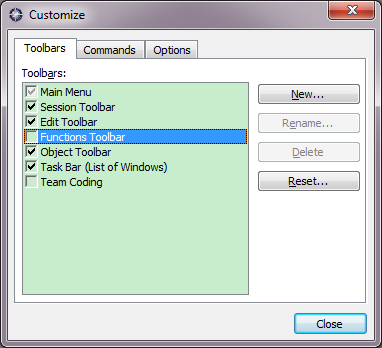 Customize
Toolbars
Commands
Options
Toolbars:
Main Menu
Session Toolbar
Edit Toolbar
Functions Toolbar
Object Toolbar
Task Bar (List of Windows)
Team Coding
New...
Rename...
Delete
Reset...
Close